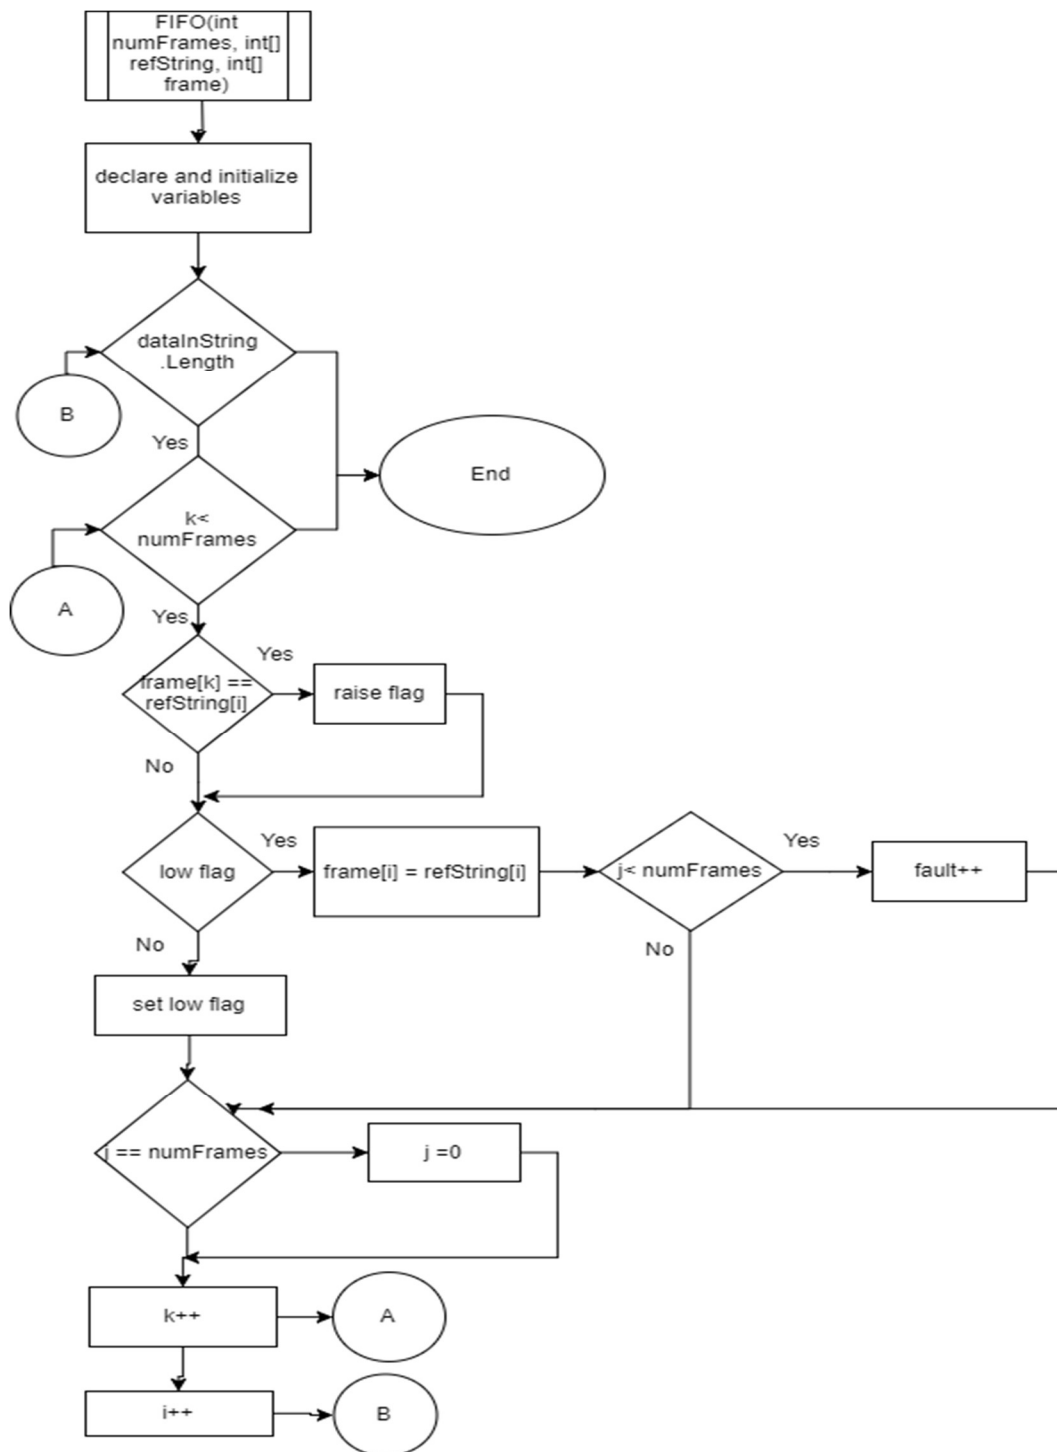 FIFO(int
numFrames, int[]
refString, int[]
frame)
declare and initialize
variables
dataInString
.Length
B
Yes
End
k<
numFrames
A
Yes
Yes
frame[k] ==
refString[i]
raise flag
No
low flag
Yes
frame[i] = refString[i]
j< numFrames
Yes
fault++
No
No
set low flag
j == numFrames
j =0
k++
A
i++
B